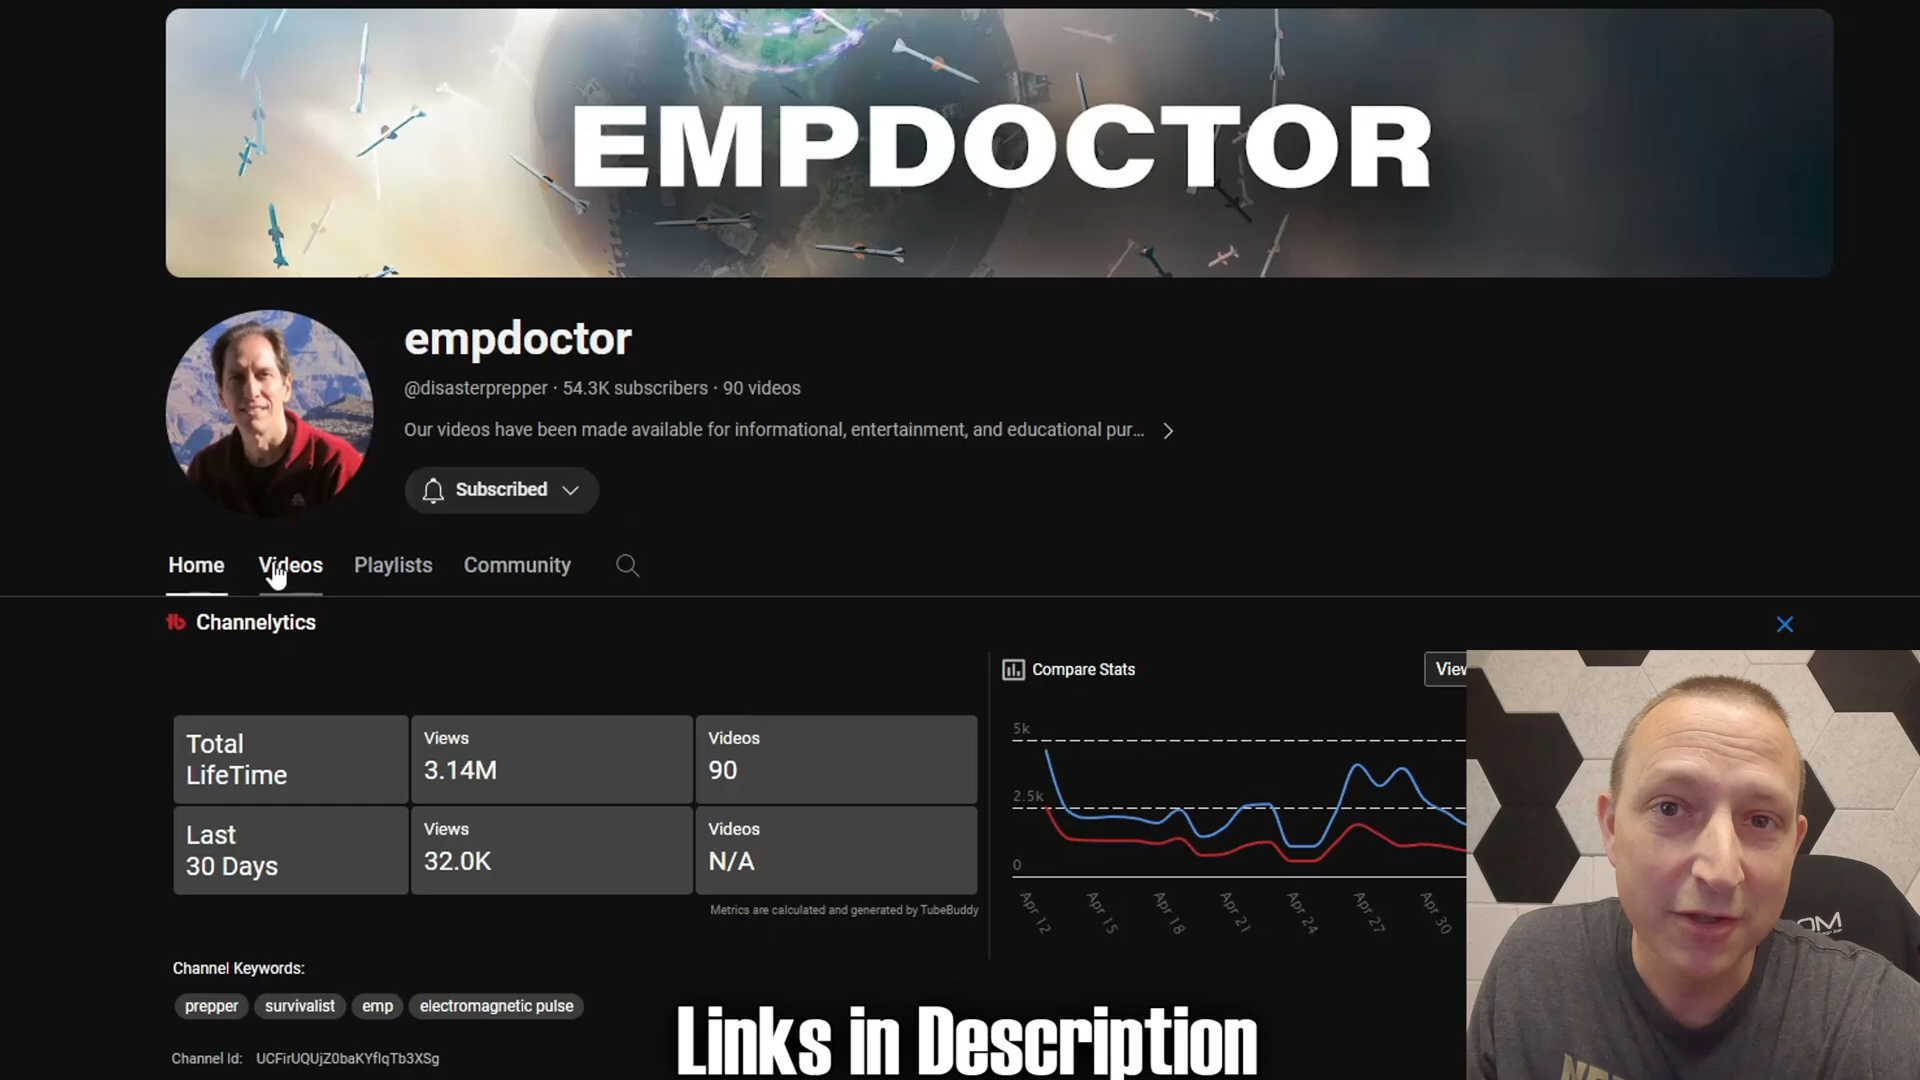 EMPDOCTOR
empdoctor
@disasterprepper · 54.3K subscribers · 90 videos
Our videos have been made available for informational, entertainment, and educational pur...
Subscribed
Home Videos Playlists Community
Channelytics
Compare Stats
Total LifeTime
Views
3.14M
Videos
90
Last 30 Days
Views
32.0K
Videos
N/A
Metrics are calculated and generated by TubeBuddy
5k
2.5k
0
Apr 12 Apr 15 Apr 18 Apr 21 Apr 24 Apr 27 Apr 30
Channel Keywords:
prepper survivalist emp electromagnetic pulse
Channel Id: UCFirUQUjZ0baKYfIqTb3XSg
Links in Description